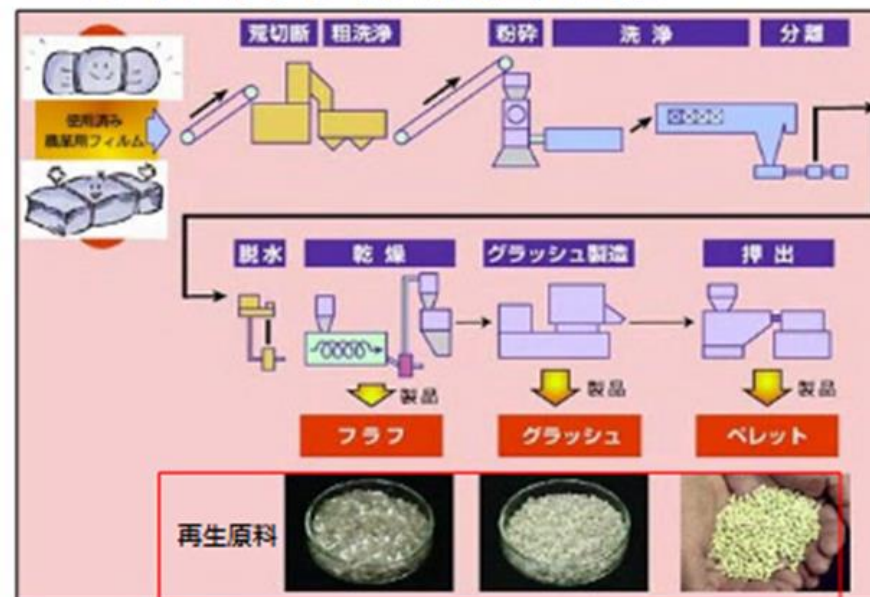 荒切断
粗洗浄
粉砕
洗浄
分離
使用済み
農業用フィルム
脱水
乾燥
グラッシュ製造
押出
製品
製品
製品
フラフ
グラッシュ
ペレット
再生原料